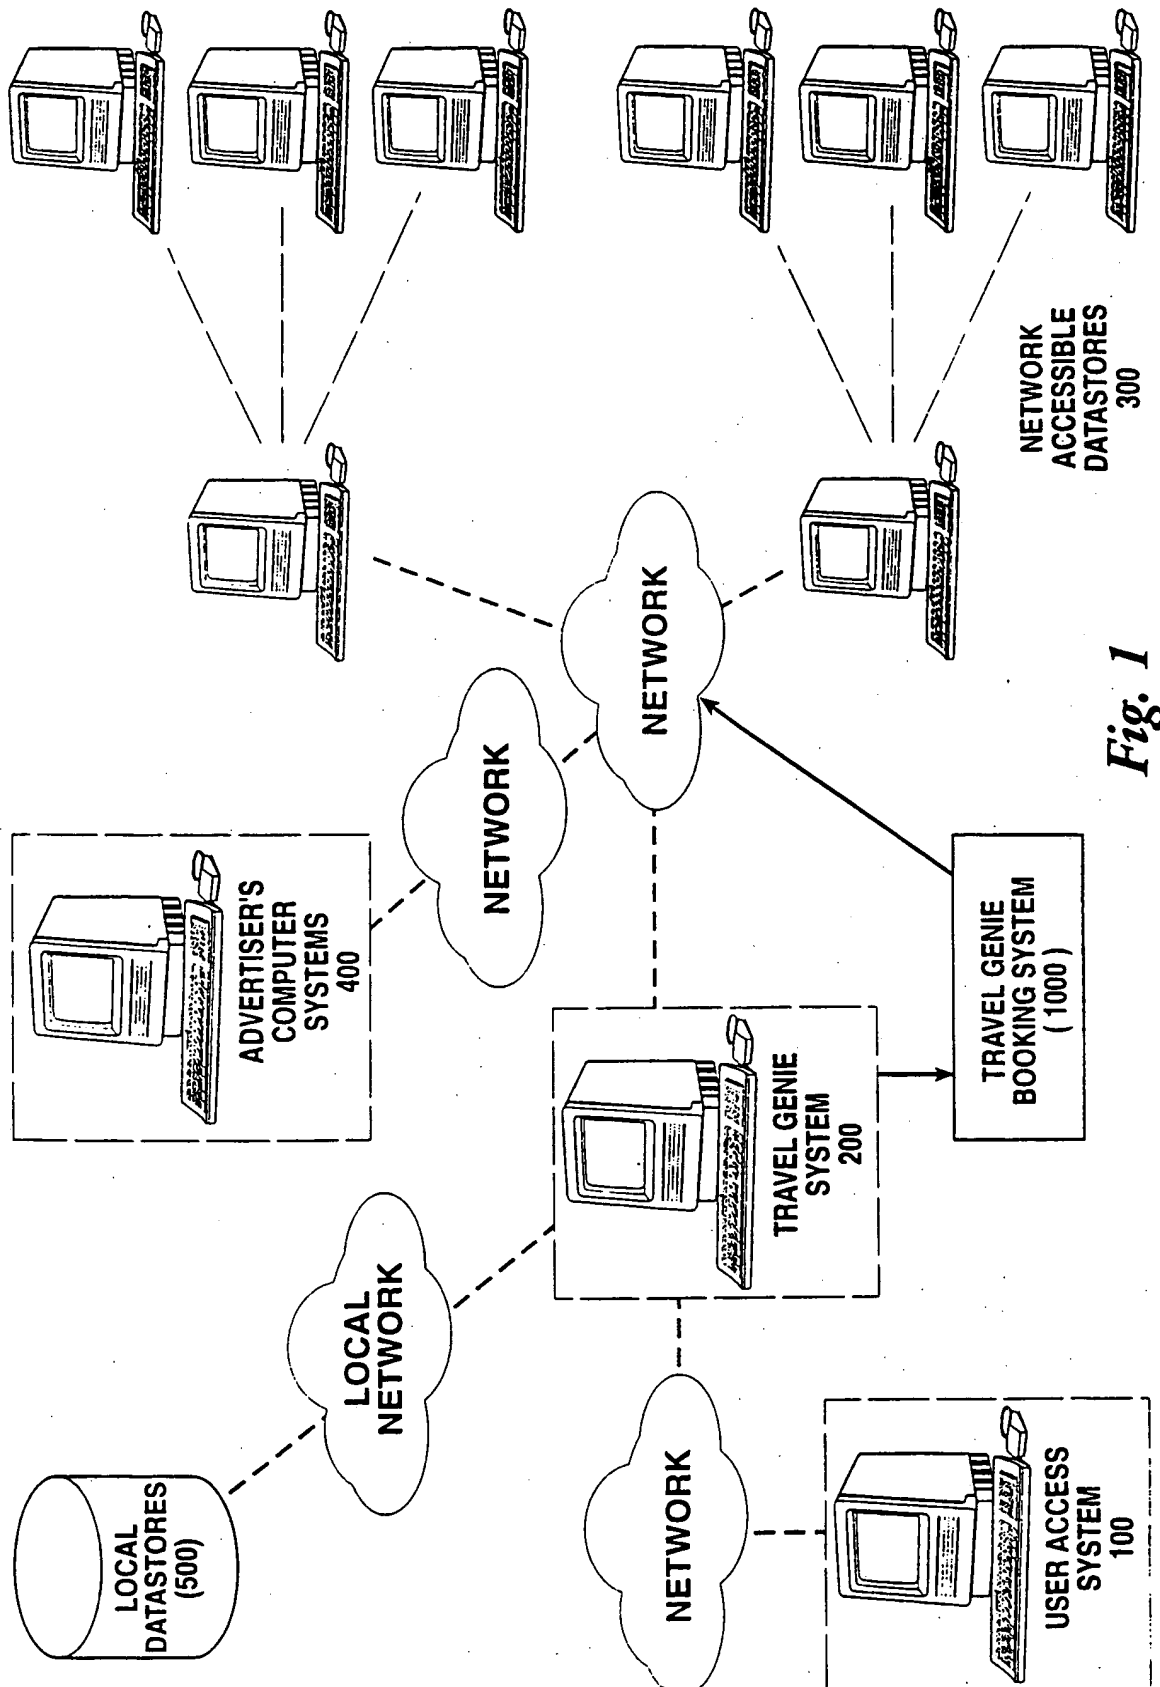 LOCAL
DATASTORES
(500)
LOCAL
NETWORK
ADVERTISER'S
COMPUTER
SYSTEMS
400
NETWORK
NETWORK
NETWORK
USER ACCESS
SYSTEM
100
TRAVEL GENIE
SYSTEM
200
TRAVEL GENIE
BOOKING SYSTEM
( 1000 )
NETWORK
ACCESSIBLE
DATASTORES
300
Fig. 1